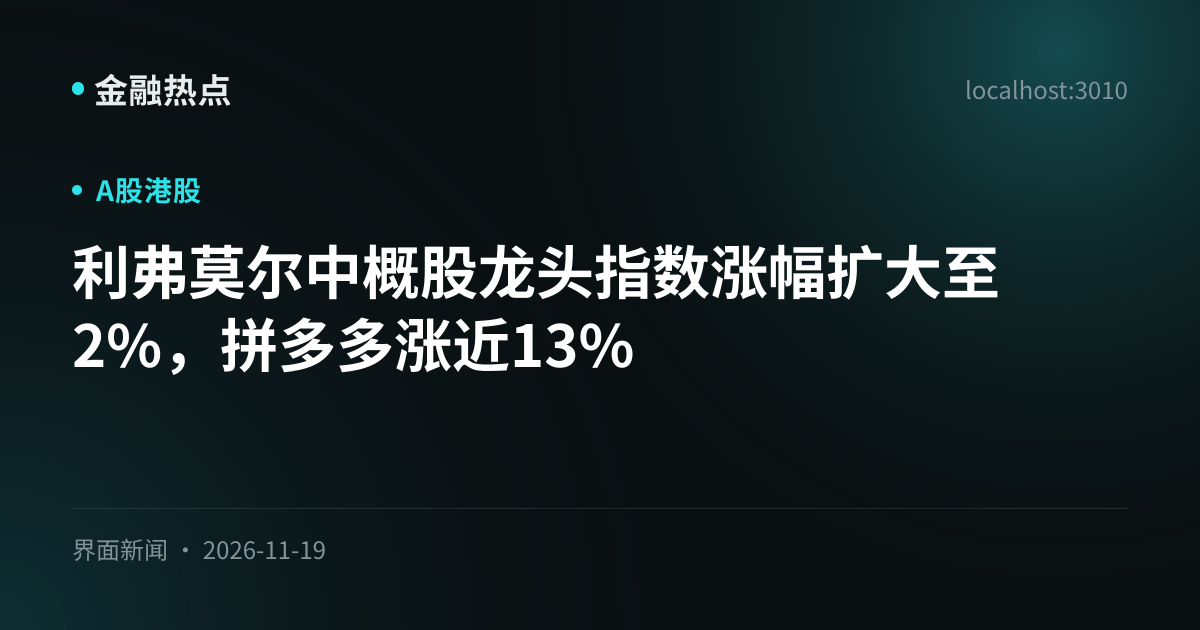 金融热点
localhost:3010
A股港股
利弗莫尔中概股龙头指数涨幅扩大至
2%，拼多多涨近13%
界面新闻 · 2026-11-19